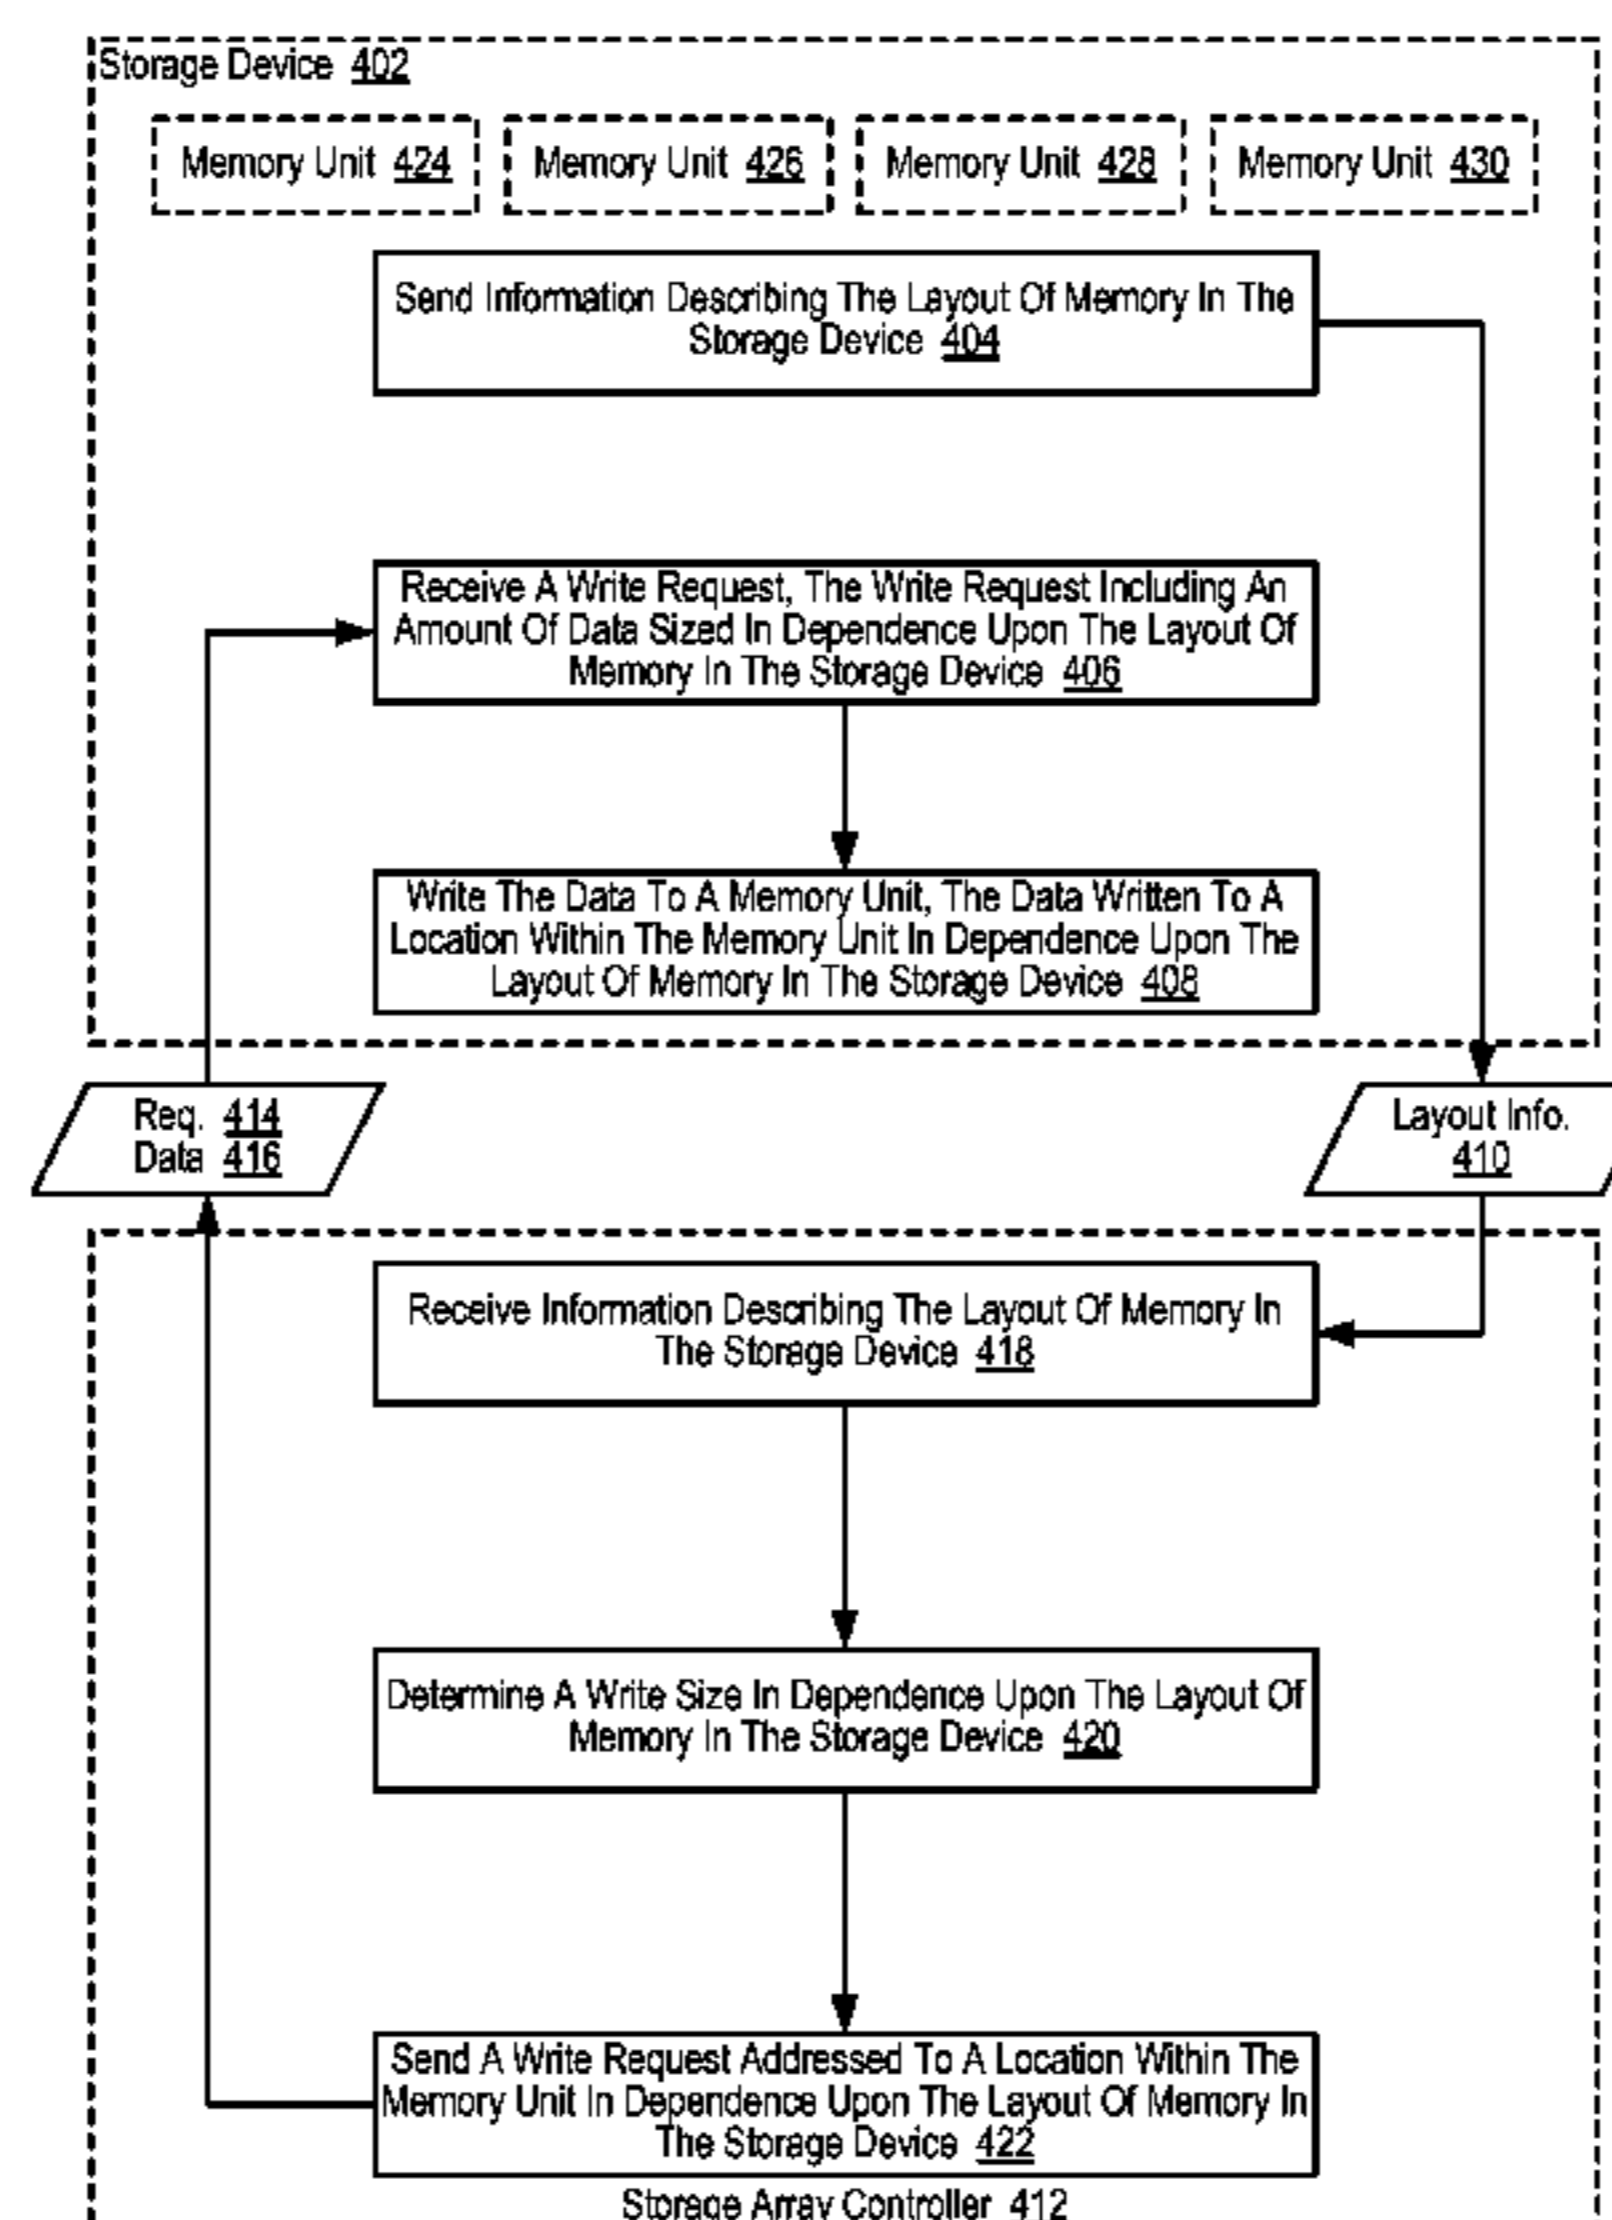 Storage Device 402
Memory Unit 424
Memory Unit 426
Memory Unit 428
Memory Unit 430
Send Information Describing The Layout Of Memory In The
Storage Device 404
Receive A Write Request, The Write Request Including An
Amount Of Data Sized In Dependence Upon The Layout Of
Memory In The Storage Device 406
Write The Data To A Memory Unit, The Data Written To A
Location Within The Memory Unit In Dependence Upon The
Layout Of Memory In The Storage Device 408
Req. 414
Data 416
Layout Info.
410
Receive Information Describing The Layout Of Memory In
The Storage Device 418
Determine A Write Size In Dependence Upon The Layout Of
Memory In The Storage Device 420
Send A Write Request Addressed To A Location Within The
Memory Unit In Dependence Upon The Layout Of Memory In
The Storage Device 422
Storage Array Controller 412